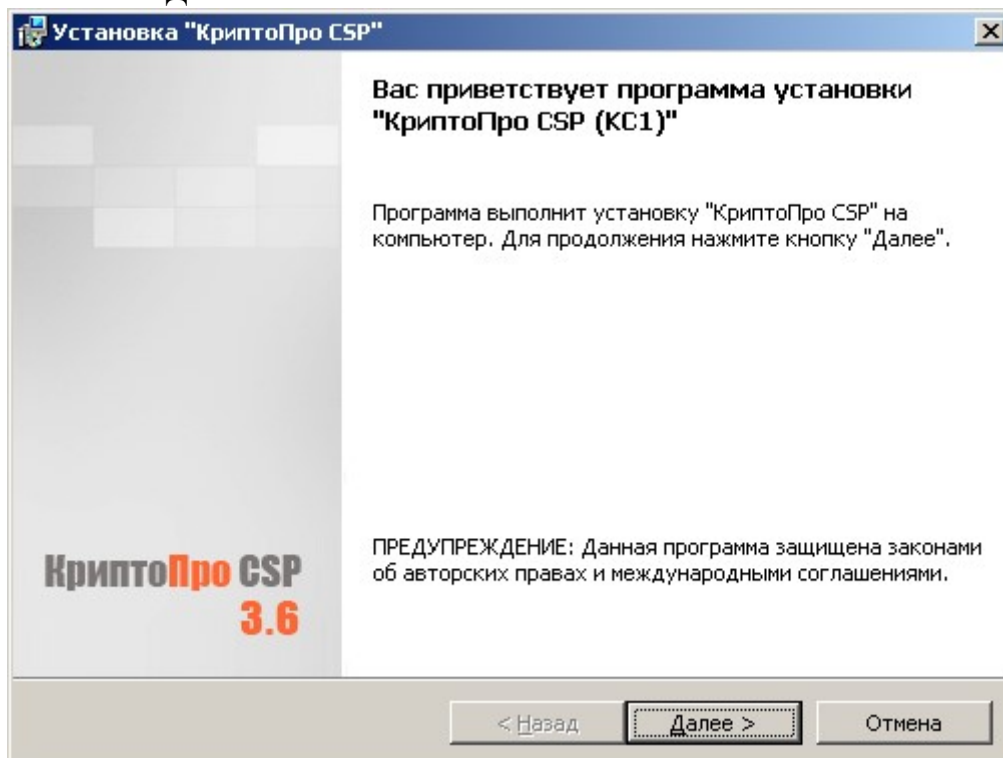 Установка "КриптоПро CSP"
Вас приветствует программа установки
"КриптоПро CSP (КС1)"
Программа выполнит установку "КриптоПро CSP" на
компьютер. Для продолжения нажмите кнопку "Далее".
ПРЕДУПРЕЖДЕНИЕ: Данная программа защищена законами
об авторских правах и международными соглашениями.
КриптоПро CSP
3.6
< Назад
Далее >
Отмена